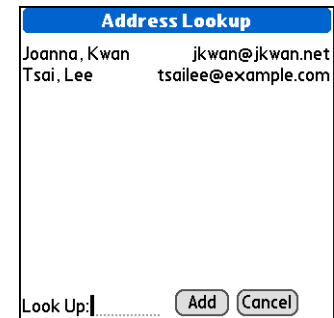 Address Lookup
Joanna, Kwan jkwan@jkwan.net
Tsai, Lee tsailee@example.com
Look Up: Add Cancel